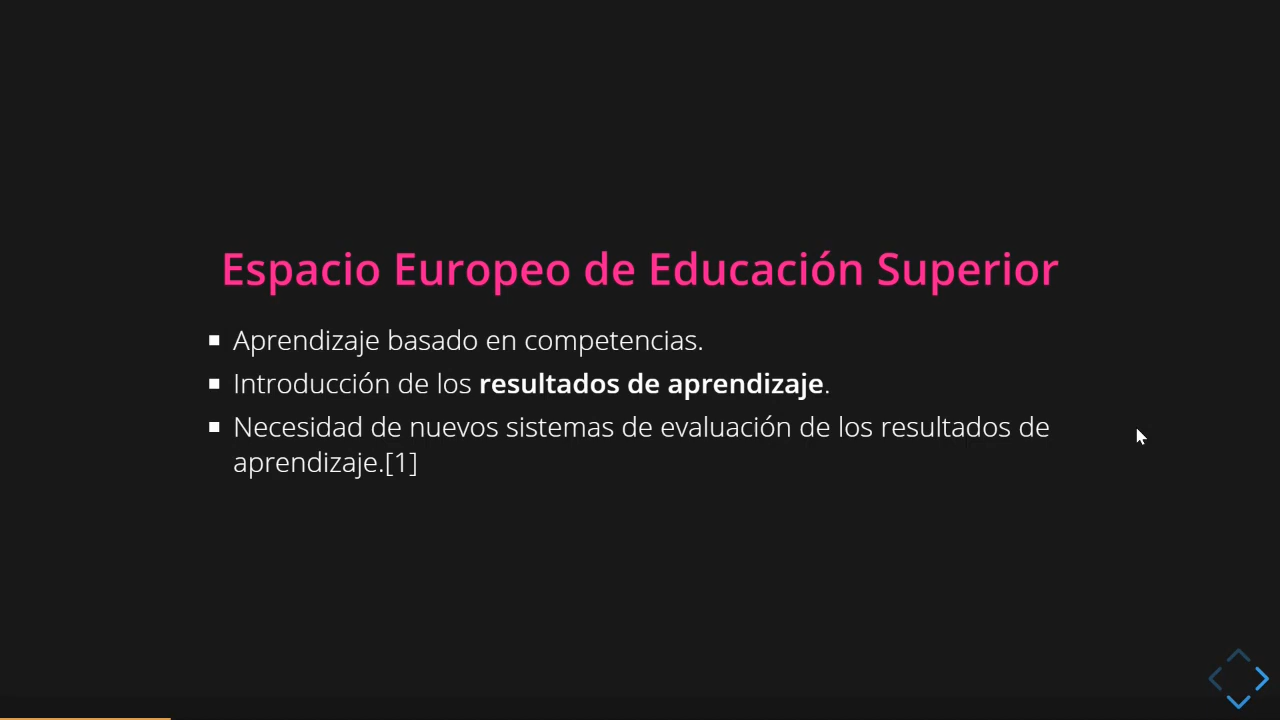 Espacio Europeo de Educación Superior
Aprendizaje basado en competencias.
Introducción de los resultados de aprendizaje.
Necesidad de nuevos sistemas de evaluación de los resultados de
aprendizaje.[1]